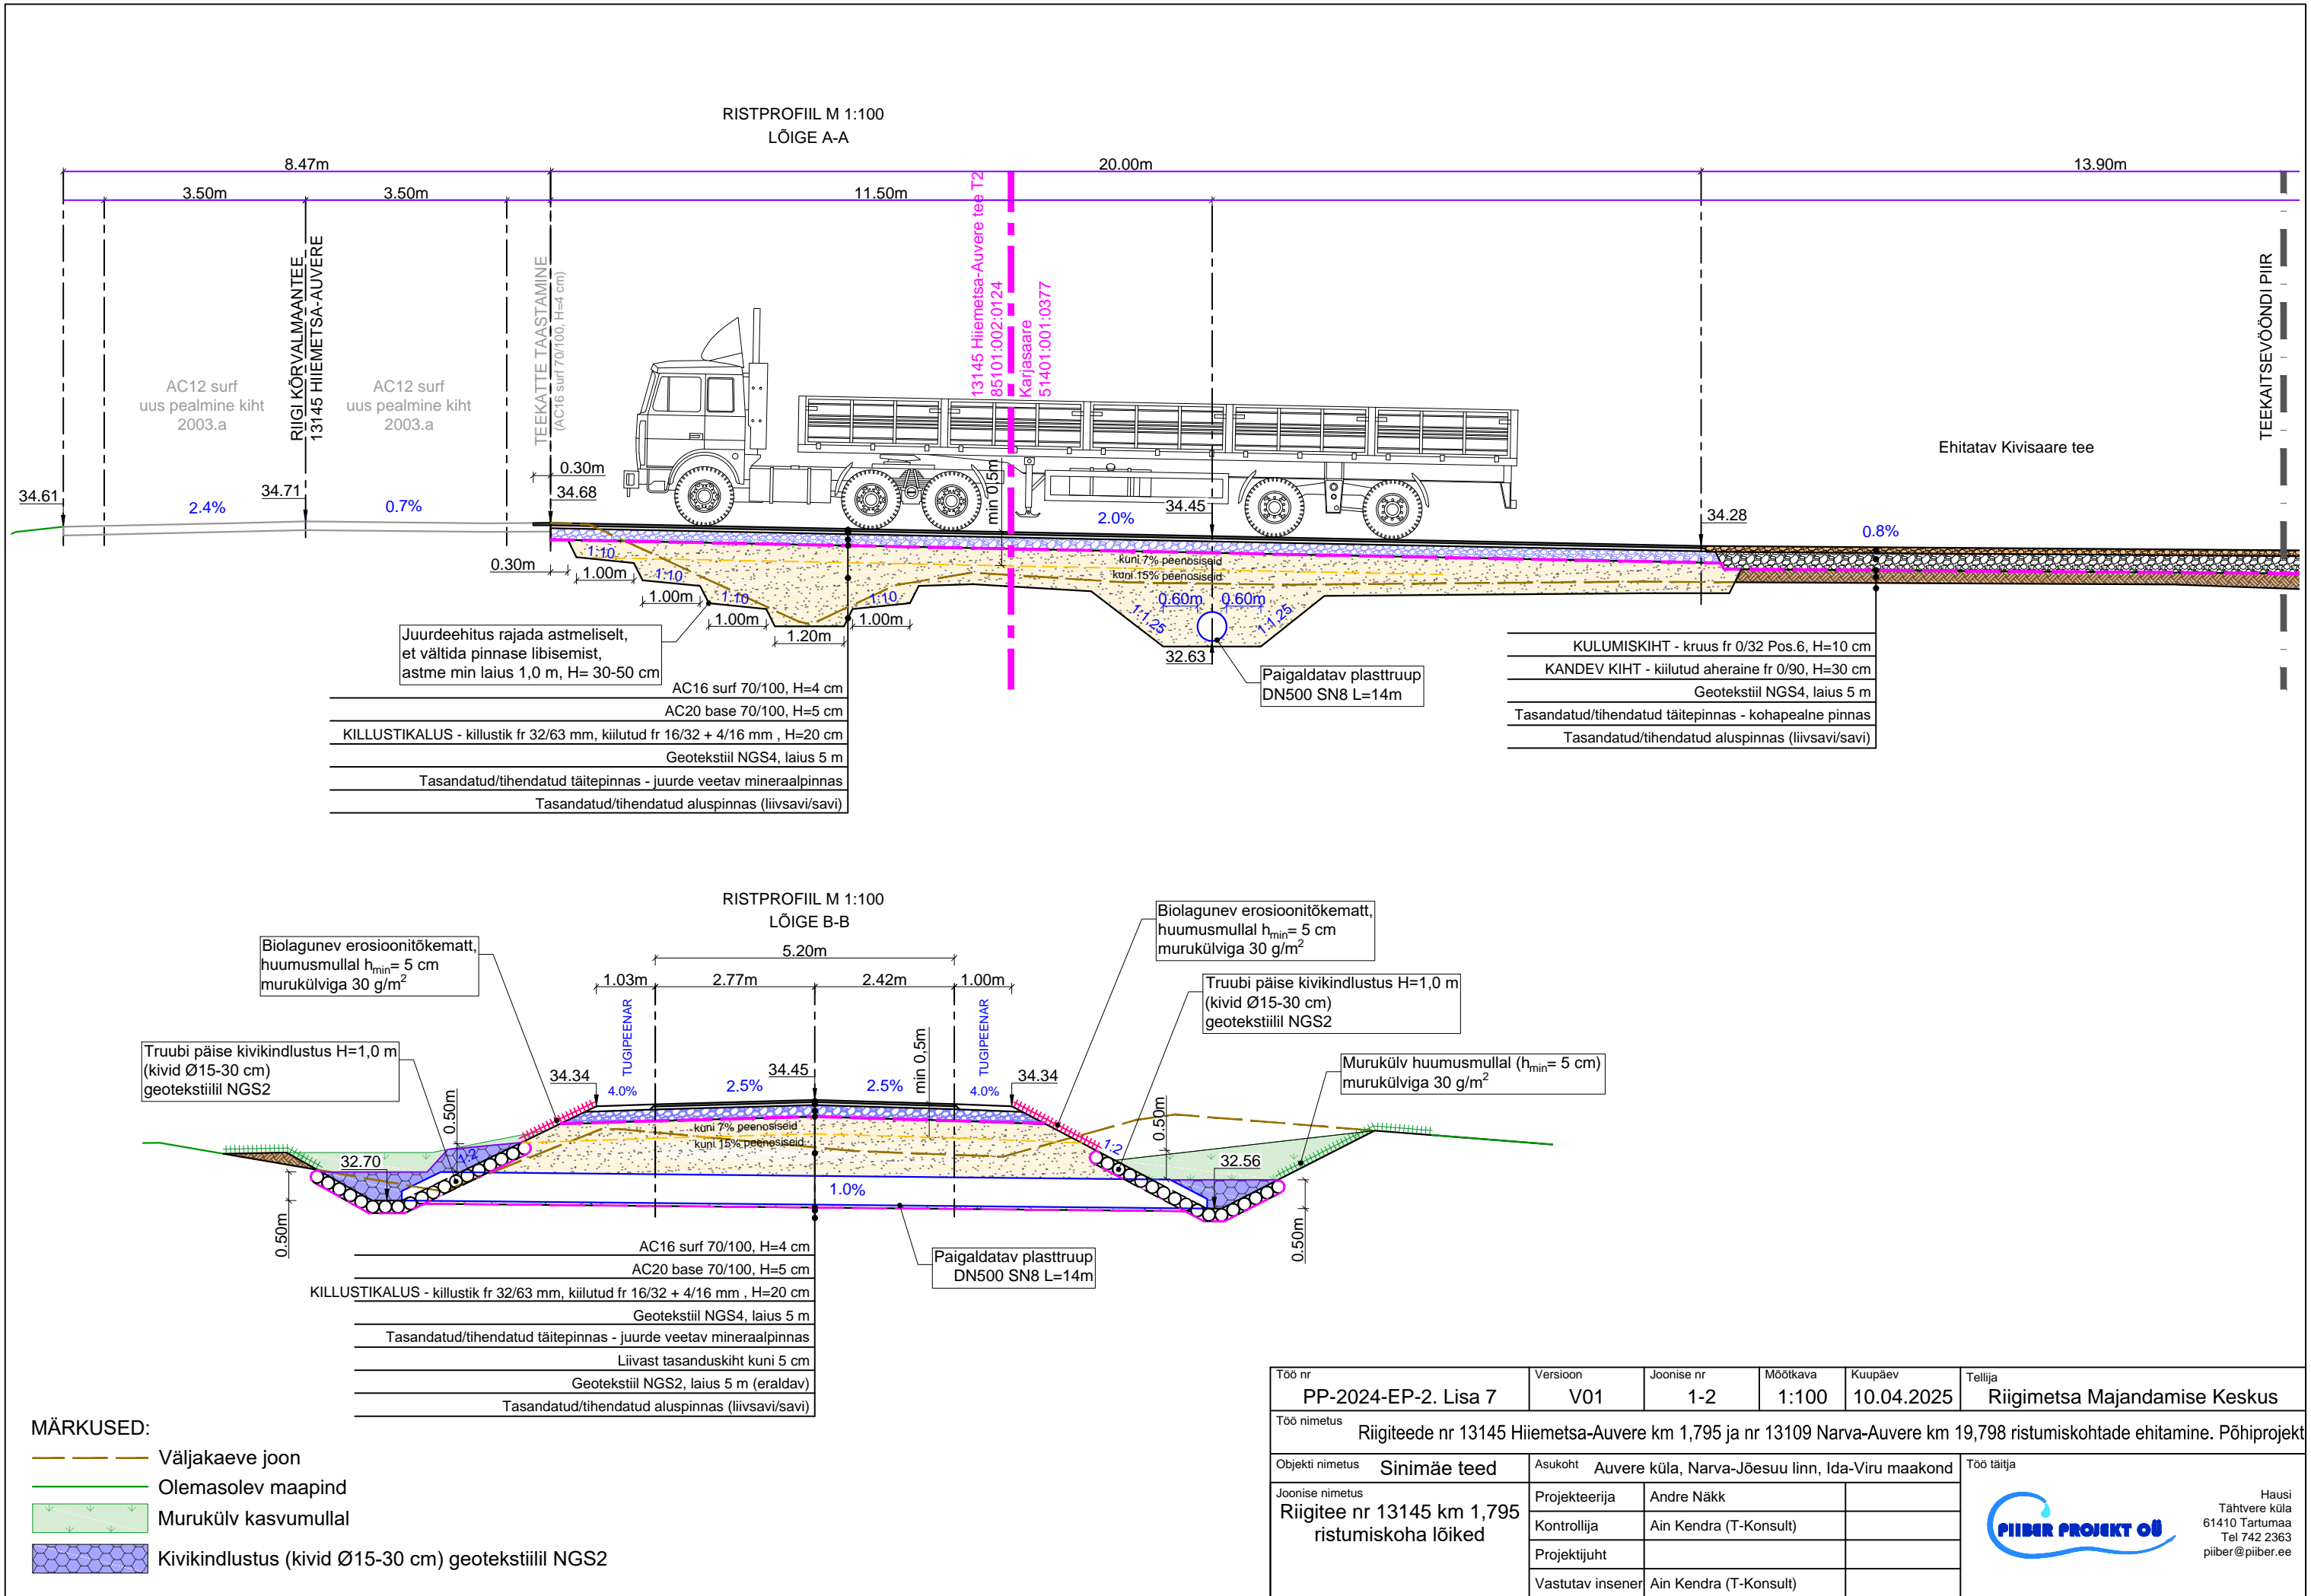 RISTPROFIIL M 1:100
LÕIGE A-A
8.47m
20.00m
13.90m
3.50m
3.50m
11.50m
RIIGI KÕRVALMAANTEE
13145 HIIEMETSA-AUVERE
TEEKATTE TAASTAMINE
(AC16 surf 70/100, H=4 cm)
13145 Hiiemetsa-Auvere tee T2
85101:002:0124
Karjasaare
51401:001:0377
TEEKAITSEVÖÖNDI PIIR
AC12 surf
uus pealmine kiht
2003.a
AC12 surf
uus pealmine kiht
2003.a
Ehitatav Kivisaare tee
0.30m
34.61
34.71
34.68
34.45
34.28
2.4%
0.7%
2.0%
0.8%
min 0,5m
0.30m
1:10
1.00m
1:10
1.00m
1:10
1.00m
1.20m
1:10
1.00m
kuni 7% peenosiseid
kuni 15% peenosiseid
0.60m
0.60m
1:1.25
1:1.25
32.63
Juurdeehitus rajada astmeliselt,
et vältida pinnase libisemist,
astme min laius 1,0 m, H= 30-50 cm
Paigaldatav plasttruup
DN500 SN8 L=14m
AC16 surf 70/100, H=4 cm
AC20 base 70/100, H=5 cm
KILLUSTIKALUS - killustik fr 32/63 mm, kiilutud fr 16/32 + 4/16 mm , H=20 cm
Geotekstiil NGS4, laius 5 m
Tasandatud/tihendatud täitepinnas - juurde veetav mineraalpinnas
Tasandatud/tihendatud aluspinnas (liivsavi/savi)
KULUMISKIHT - kruus fr 0/32 Pos.6, H=10 cm
KANDEV KIHT - kiilutud aheraine fr 0/90, H=30 cm
Geotekstiil NGS4, laius 5 m
Tasandatud/tihendatud täitepinnas - kohapealne pinnas
Tasandatud/tihendatud aluspinnas (liivsavi/savi)
RISTPROFIIL M 1:100
LÕIGE B-B
5.20m
1.03m
2.77m
2.42m
1.00m
TUGIPEENAR
TUGIPEENAR
Biolagunev erosioonitõkematt,
huumusmullal hmin= 5 cm
murukülviga 30 g/m2
Biolagunev erosioonitõkematt,
huumusmullal hmin= 5 cm
murukülviga 30 g/m2
Truubi päise kivikindlustus H=1,0 m
(kivid Ø15-30 cm)
geotekstiilil NGS2
Truubi päise kivikindlustus H=1,0 m
(kivid Ø15-30 cm)
geotekstiilil NGS2
Murukülv huumusmullal (hmin= 5 cm)
murukülviga 30 g/m2
34.34
4.0%
2.5%
34.45
2.5%
min 0,5m
4.0%
34.34
0.50m
1:2
32.70
0.50m
kuni 7% peenosiseid
kuni 15% peenosiseid
1.0%
1:2
0.50m
32.56
0.50m
Paigaldatav plasttruup
DN500 SN8 L=14m
AC16 surf 70/100, H=4 cm
AC20 base 70/100, H=5 cm
KILLUSTIKALUS - killustik fr 32/63 mm, kiilutud fr 16/32 + 4/16 mm , H=20 cm
Geotekstiil NGS4, laius 5 m
Tasandatud/tihendatud täitepinnas - juurde veetav mineraalpinnas
Liivast tasanduskiht kuni 5 cm
Geotekstiil NGS2, laius 5 m (eraldav)
Tasandatud/tihendatud aluspinnas (liivsavi/savi)
MÄRKUSED:
Väljakaeve joon
Olemasolev maapind
Murukülv kasvumullal
Kivikindlustus (kivid Ø15-30 cm) geotekstiilil NGS2
Töö nr
PP-2024-EP-2. Lisa 7
Versioon
V01
Joonise nr
1-2
Mõõtkava
1:100
Kuupäev
10.04.2025
Tellija
Riigimetsa Majandamise Keskus
Töö nimetus
Riigiteede nr 13145 Hiiemetsa-Auvere km 1,795 ja nr 13109 Narva-Auvere km 19,798 ristumiskohtade ehitamine. Põhiprojekt
Objekti nimetus
Sinimäe teed
Asukoht
Auvere küla, Narva-Jõesuu linn, Ida-Viru maakond
Töö täitja
Joonise nimetus
Riigitee nr 13145 km 1,795
ristumiskoha lõiked
Projekteerija
Andre Näkk
Kontrollija
Ain Kendra (T-Konsult)
Projektijuht
Vastutav insener
Ain Kendra (T-Konsult)
PIIBER PROJEKT OÜ
Hausi
Tähtvere küla
61410 Tartumaa
Tel 742 2363
piiber@piiber.ee